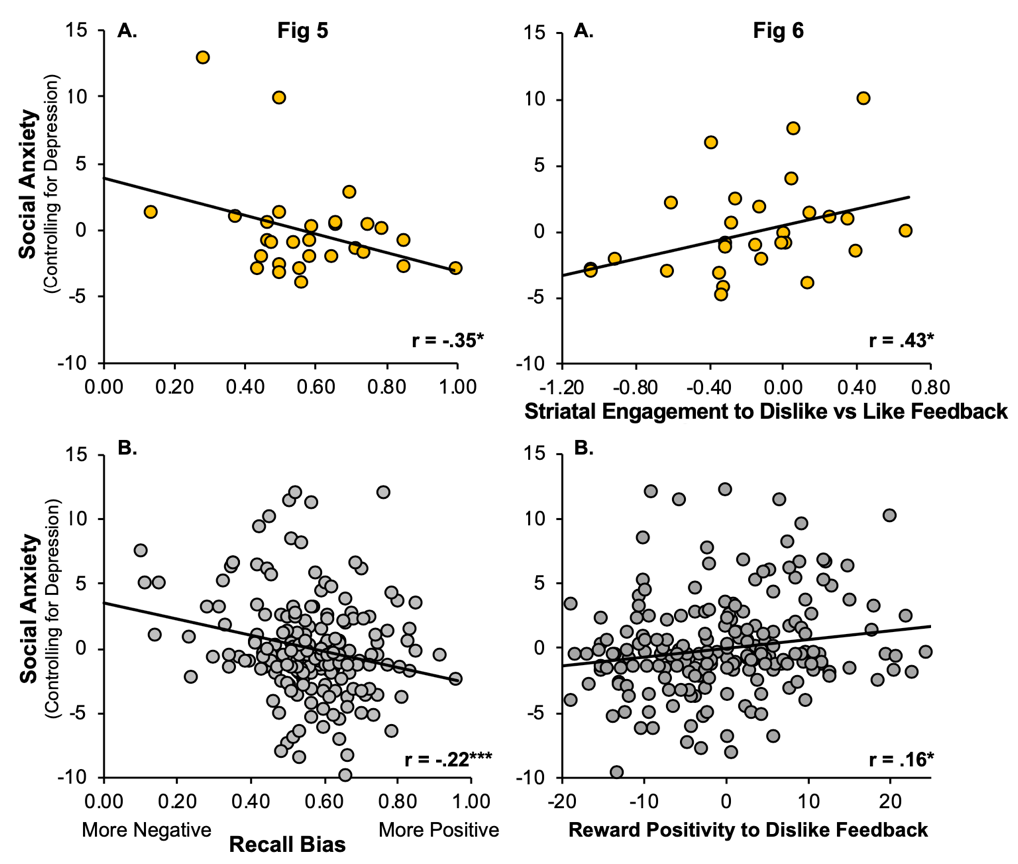 A. Fig 5
15
10
5
0
-5
-10
Social Anxiety
(Controlling for Depression)
r = -.35*
0.00 0.20 0.40 0.60 0.80 1.00
A. Fig 6
15
10
5
0
-5
-10
r = .43*
-1.20 -0.80 -0.40 0.00 0.40 0.80
Striatal Engagement to Dislike vs Like Feedback
B.
15
10
5
0
-5
-10
Social Anxiety
(Controlling for Depression)
r = -.22***
0.00 0.20 0.40 0.60 0.80 1.00
More Negative More Positive
Recall Bias
B.
15
10
5
0
-5
-10
r = .16*
-20 -10 0 10 20
Reward Positivity to Dislike Feedback